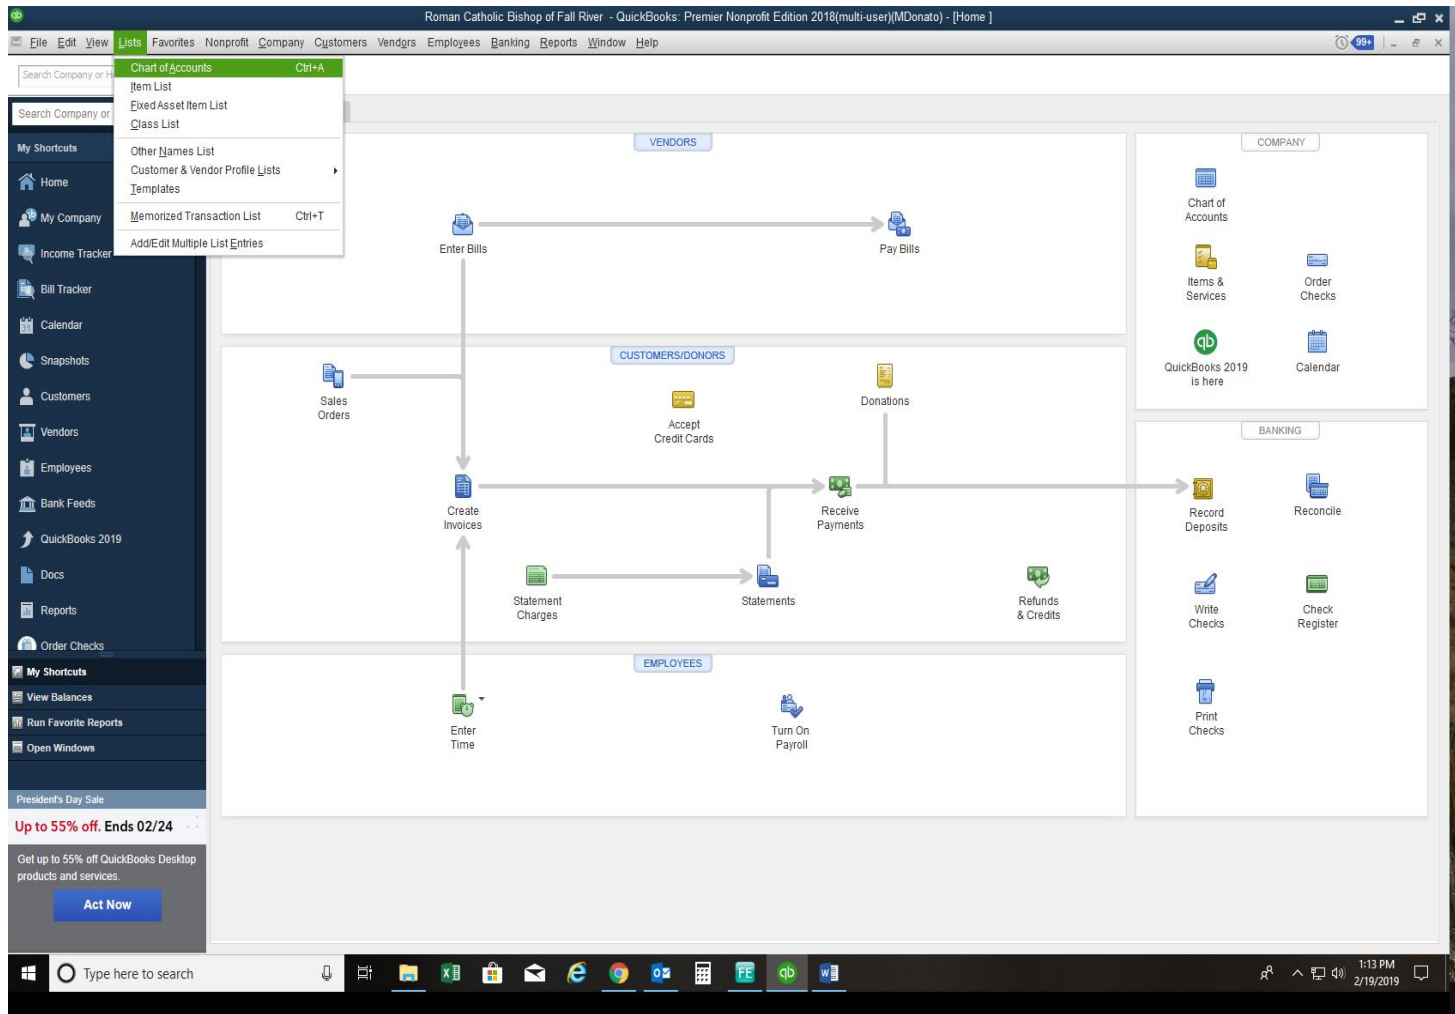 Roman Catholic Bishop of Fall River - QuickBooks: Premier Nonprofit Edition 2018(multi-user)(MDonato) - [Home ]
File Edit View Lists Favorites Nonprofit Company Customers Vendors Employees Banking Reports Window Help
99+
Search Company or
Chart of Accounts Ctrl+A
Item List
Fixed Asset Item List
Class List
Other Names List
Customer & Vendor Profile Lists
Templates
Memorized Transaction List Ctrl+T
Add/Edit Multiple List Entries
Search Company or
My Shortcuts
Home
My Company
Income Tracker
Bill Tracker
Calendar
Snapshots
Customers
Vendors
Employees
Bank Feeds
QuickBooks 2019
Docs
Reports
Order Checks
My Shortcuts
View Balances
Run Favorite Reports
Open Windows
President's Day Sale
Up to 55% off. Ends 02/24
Get up to 55% off QuickBooks Desktop
products and services.
Act Now
VENDORS
Enter Bills
Pay Bills
CUSTOMERS/DONORS
Sales
Orders
Accept
Credit Cards
Donations
Create
Invoices
Receive
Payments
Statement
Charges
Statements
Refunds
& Credits
EMPLOYEES
Enter
Time
Turn On
Payroll
COMPANY
Chart of
Accounts
Items &
Services
Order
Checks
qb
QuickBooks 2019
is here
31
Calendar
BANKING
Record
Deposits
Reconcile
Write
Checks
Check
Register
Print
Checks
Type here to search
FE
qb
1:13 PM
2/19/2019